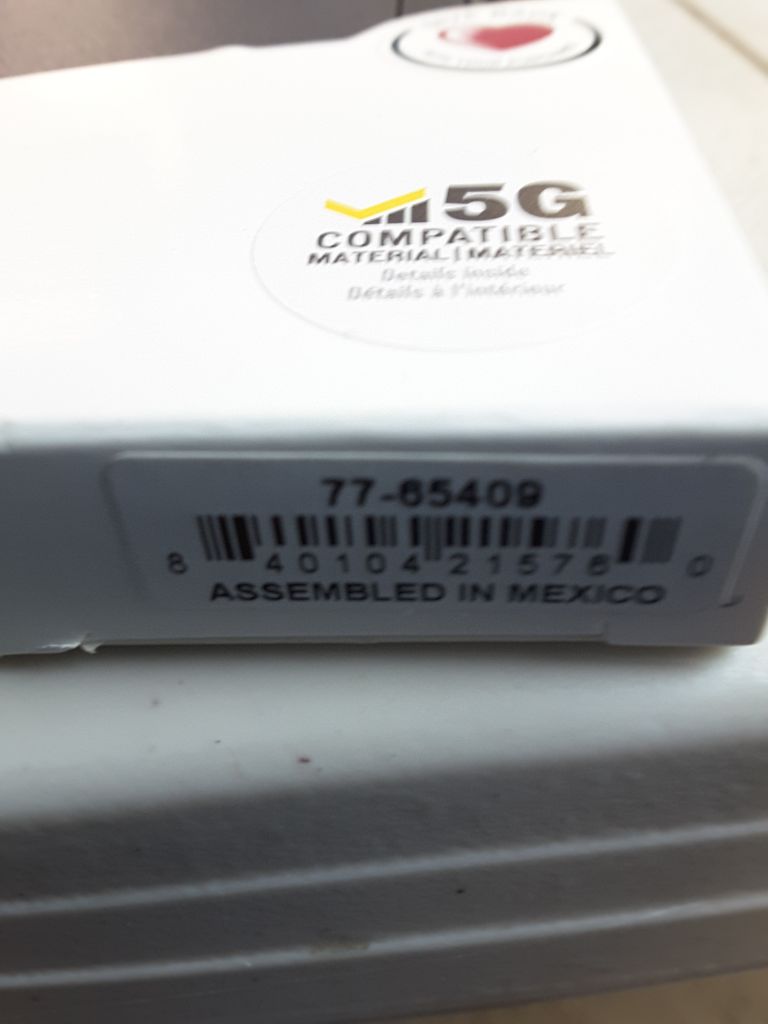 5G
COMPATIBLE
MATERIAL | MATERIEL
Details inside
Détails à l'intérieur
77-65409
8 40104 21576 0
ASSEMBLED IN MEXICO